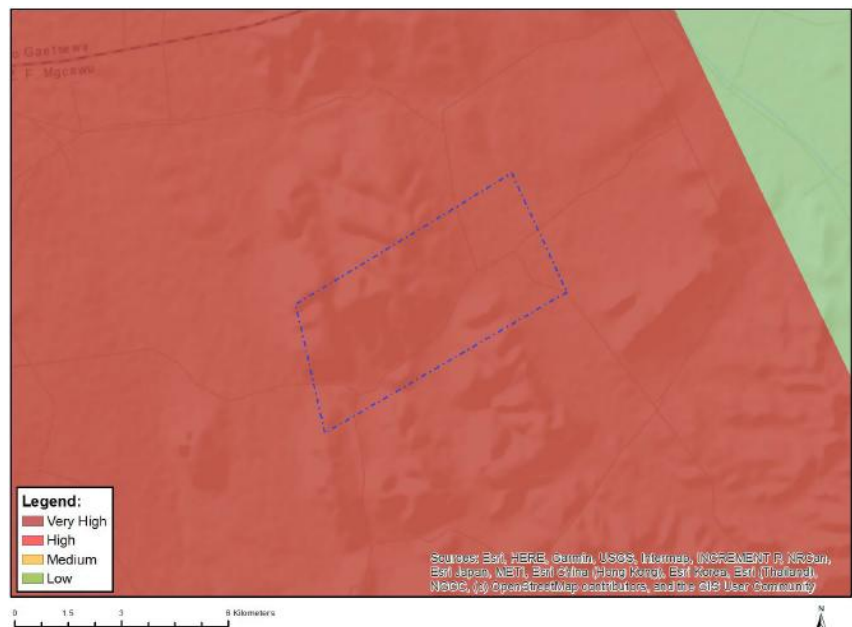 Gaetsewe
F Mgcawu
Legend:
Very High
High
Medium
Low
Sources: Esri, HERE, Garmin, USGS, Intermap, INCREMENT P, NRCan,
Esri Japan, METI, Esri China (Hong Kong), Esri Korea, Esri (Thailand),
NGCC, (c) OpenStreetMap contributors, and the GIS User Community
0 1.5 3 6 Kilometers
N